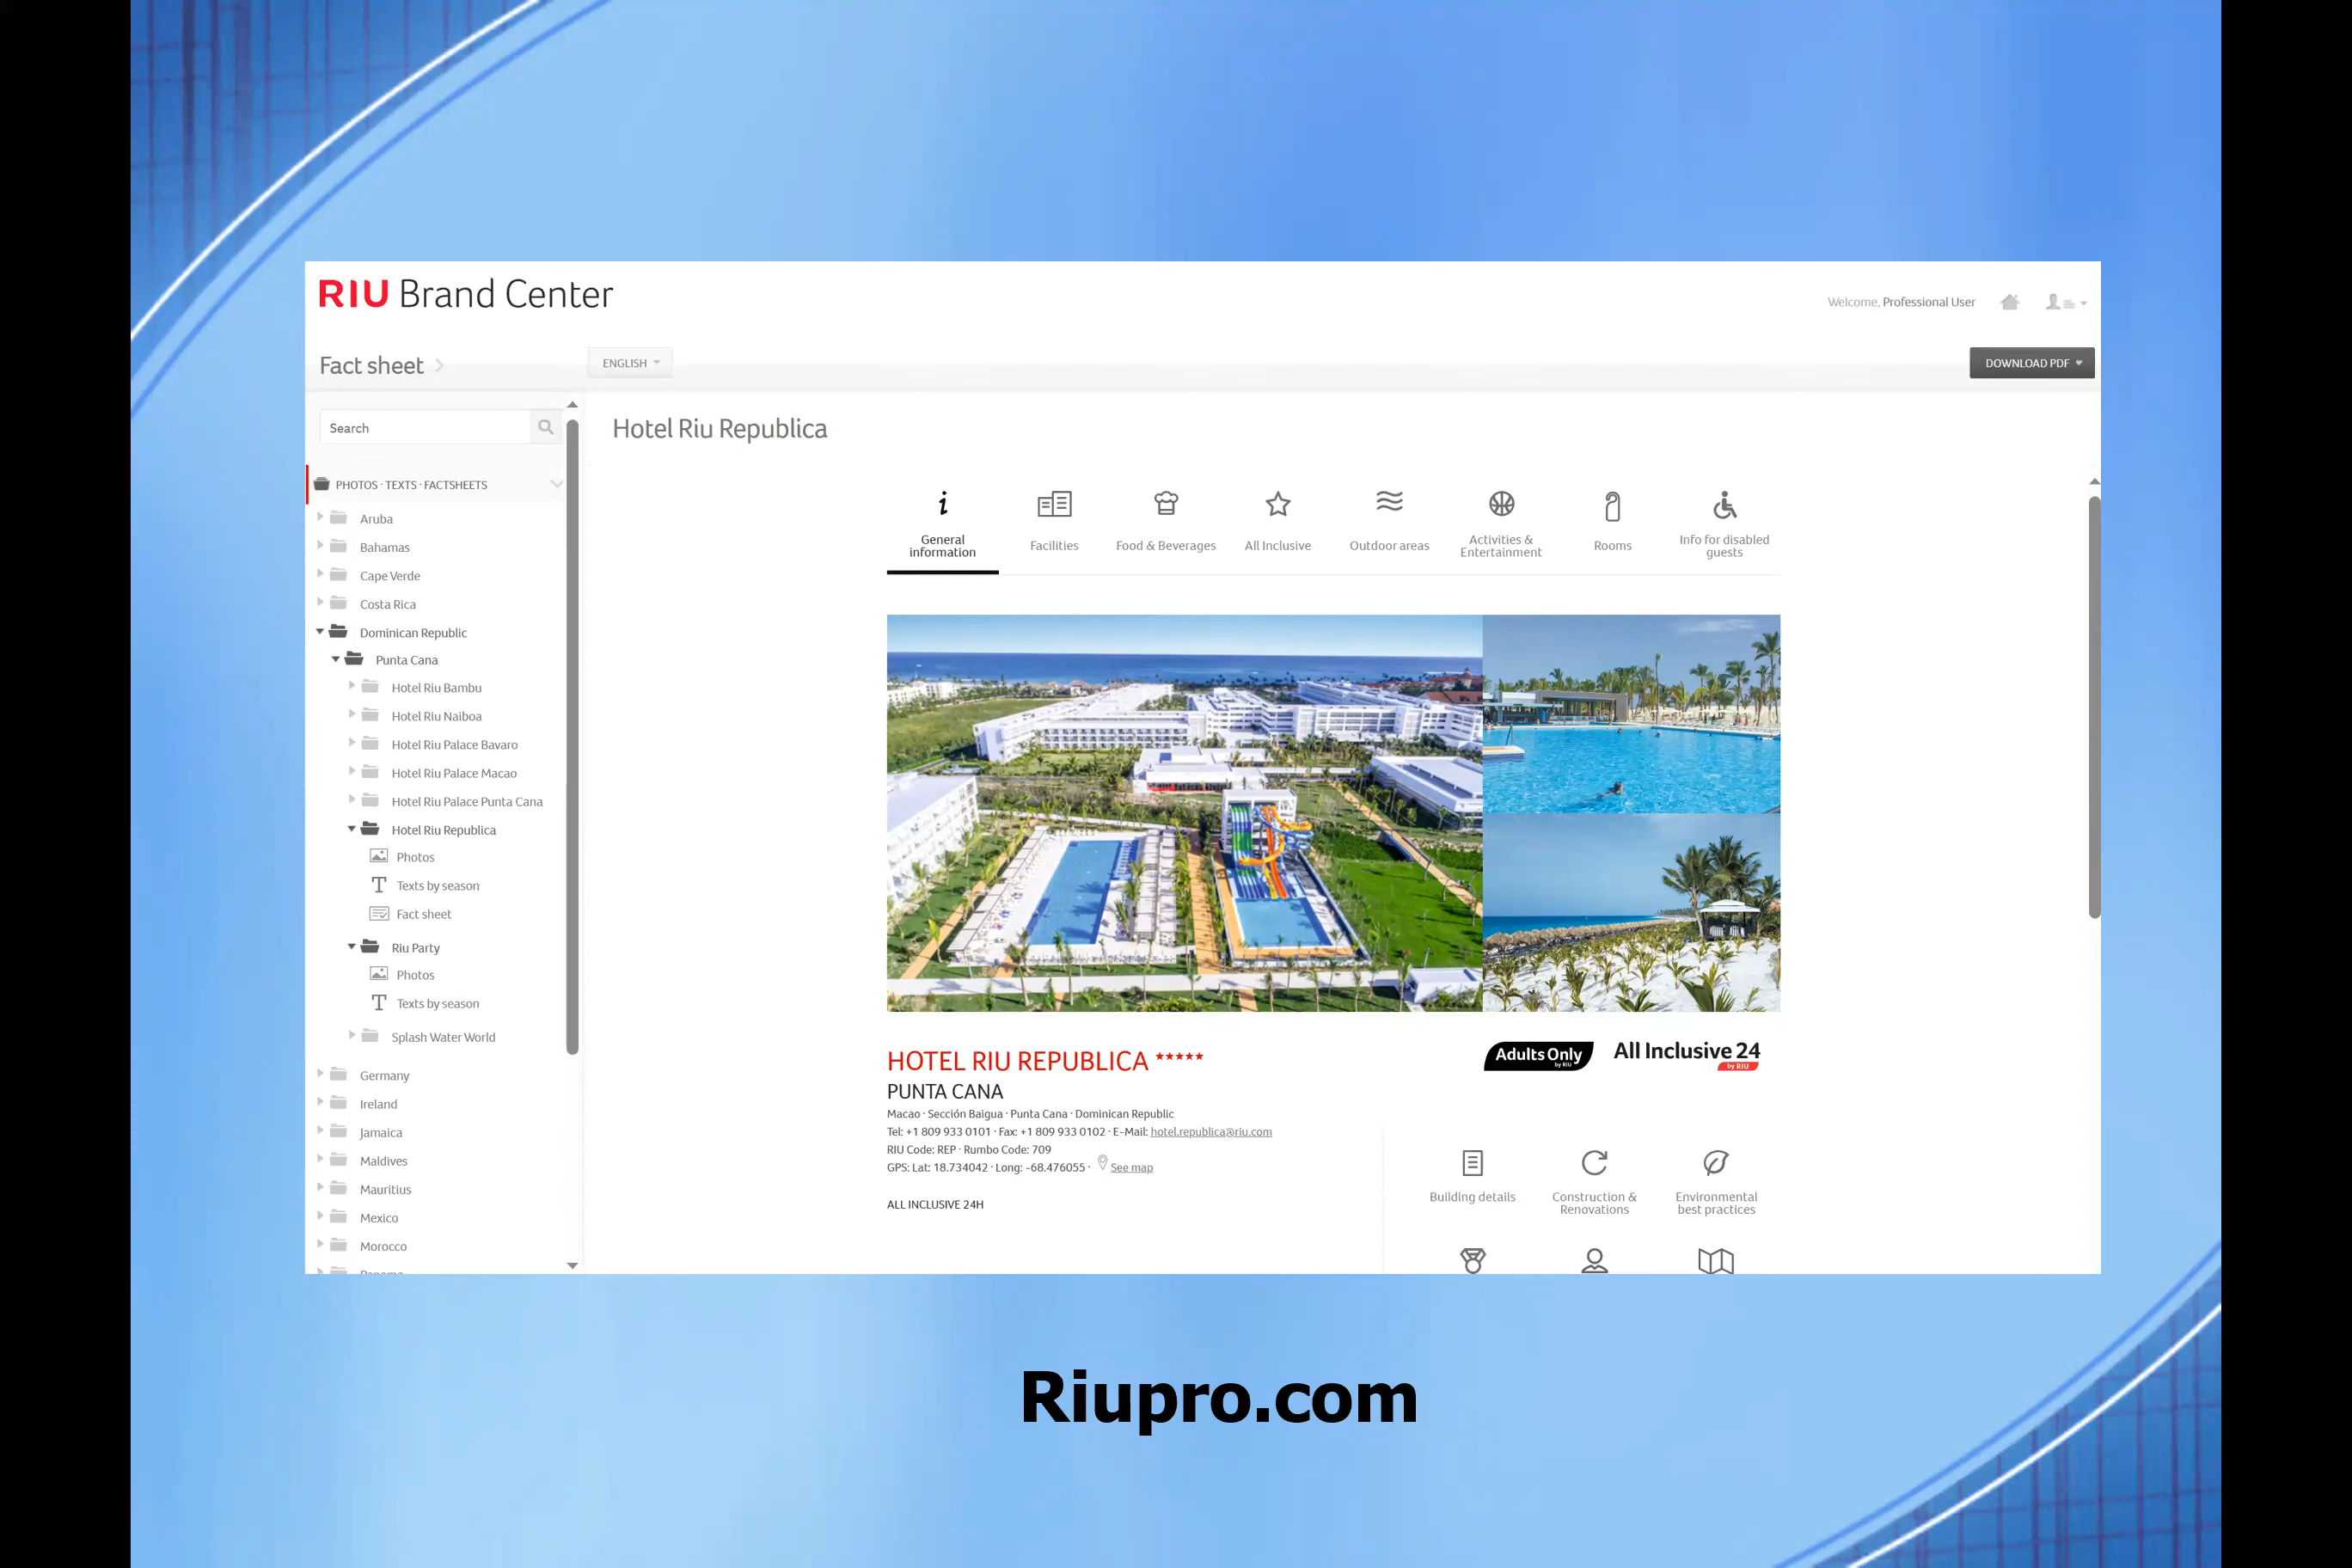 RIU Brand Center
Welcome, Professional User
Fact sheet
ENGLISH
DOWNLOAD PDF
Search
PHOTOS · TEXTS · FACTSHEETS
Aruba
Bahamas
Cape Verde
Costa Rica
Dominican Republic
Punta Cana
Hotel Riu Bambu
Hotel Riu Naiboa
Hotel Riu Palace Bavaro
Hotel Riu Palace Macao
Hotel Riu Palace Punta Cana
Hotel Riu Republica
Photos
Texts by season
Fact sheet
Riu Party
Photos
Texts by season
Splash Water World
Germany
Ireland
Jamaica
Maldives
Mauritius
Mexico
Morocco
Hotel Riu Republica
General
information
Facilities
Food & Beverages
All Inclusive
Outdoor areas
Activities &
Entertainment
Rooms
Info for disabled
guests
HOTEL RIU REPUBLICA *****
PUNTA CANA
Macao · Sección Baigua · Punta Cana · Dominican Republic
Tel: +1 809 933 0101 · Fax: +1 809 933 0102 · E-Mail: hotel.republica@riu.com
RIU Code: REP · Rumbo Code: 709
GPS: Lat: 18.734042 · Long: -68.476055 · See map
ALL INCLUSIVE 24H
Adults Only
by RIU
All Inclusive 24
by RIU
Building details
Construction &
Renovations
Environmental
best practices
Riupro.com